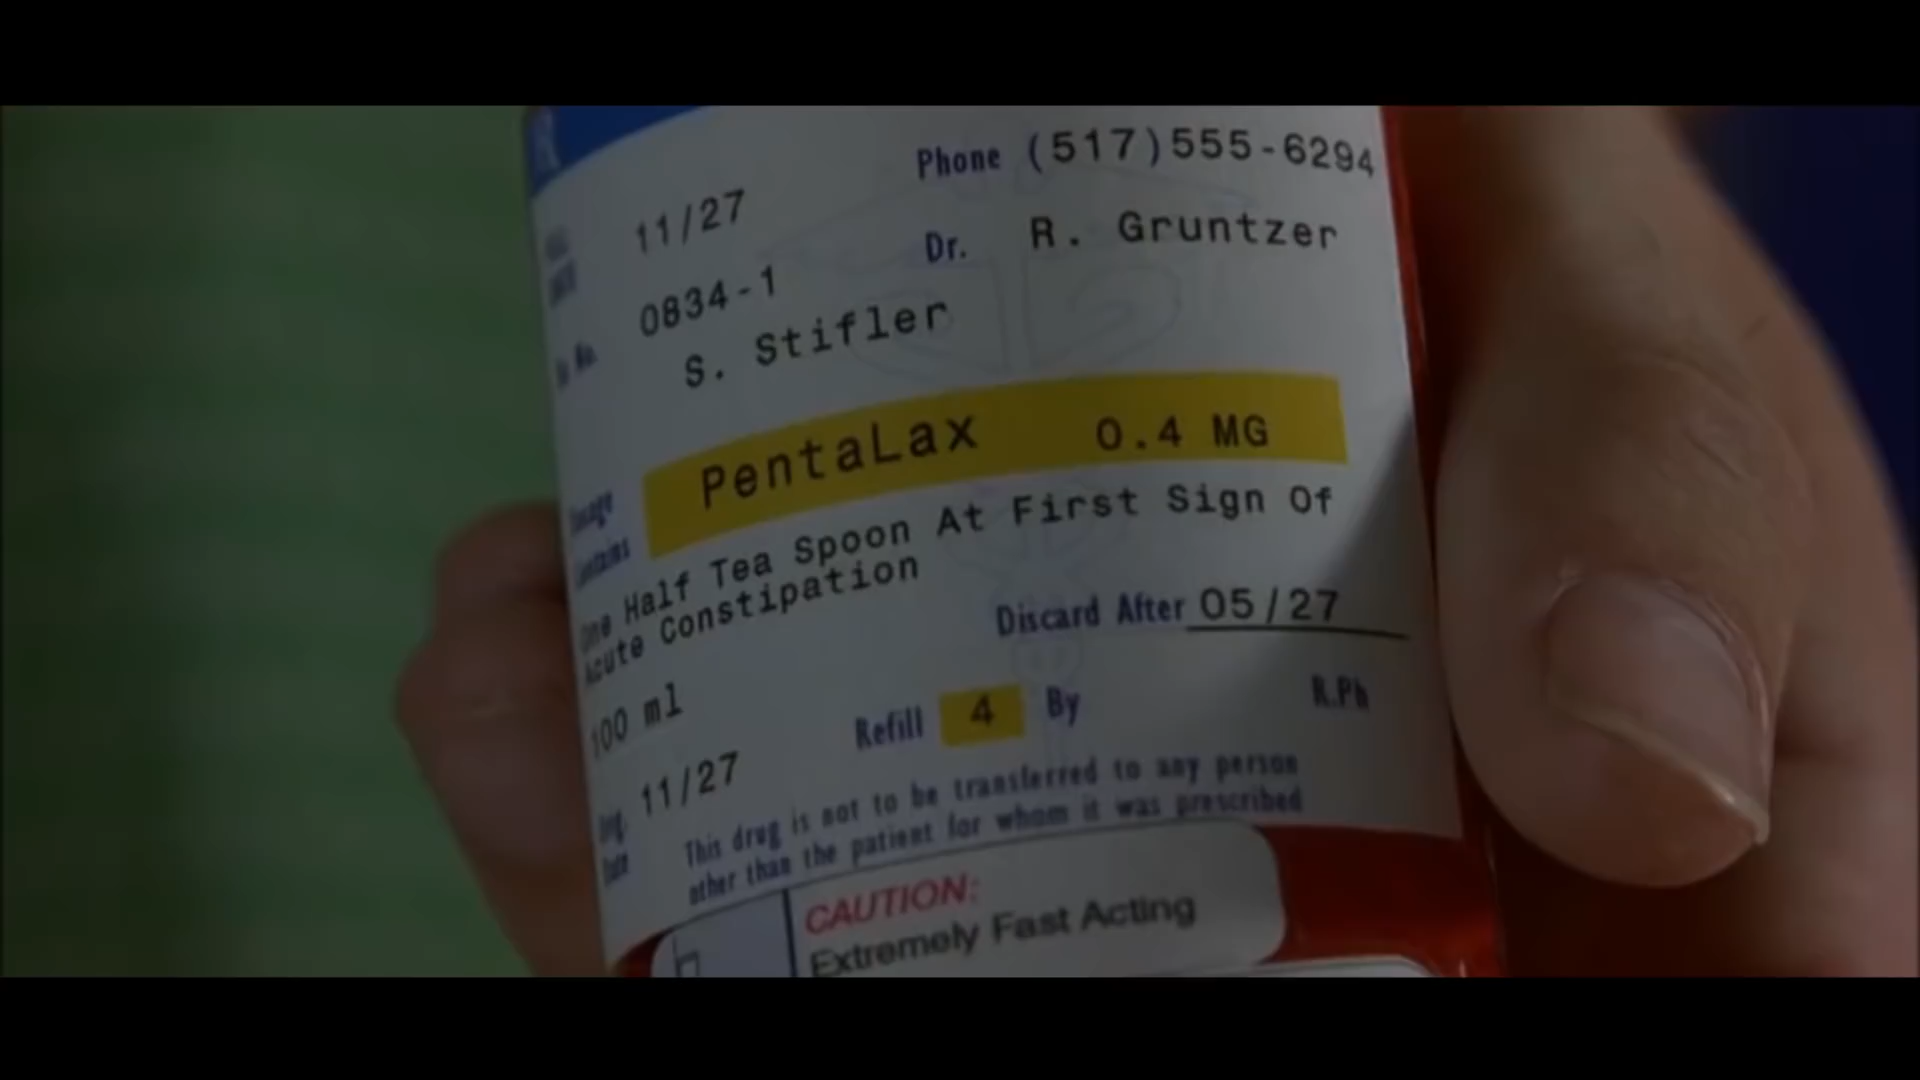 Phone (517)555-6294
11/27
Dr. R. Gruntzer
0834-1
S. Stifler
PentaLax 0.4 MG
One Half Tea Spoon At First Sign Of
Acute Constipation
Discard After 05/27
100 ml
Refill 4 By R.Ph
11/27
This drug is not to be transferred to any person
other than the patient for whom it was prescribed
CAUTION:
Extremely Fast Acting